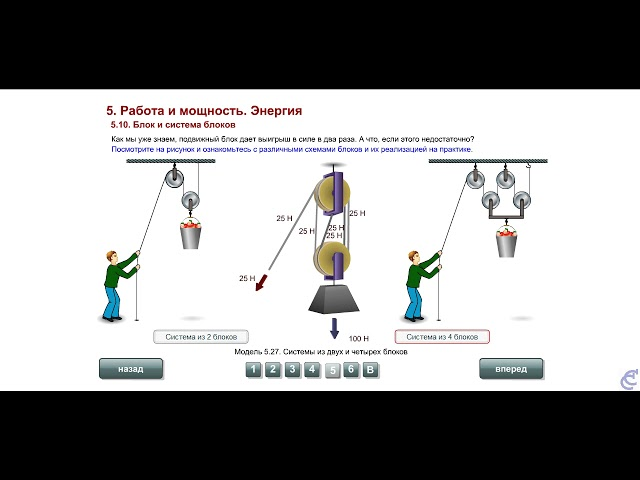 5. Работа и мощность. Энергия
5.10. Блок и система блоков
Как мы уже знаем, подвижный блок дает выигрыш в силе в два раза. А что, если этого недостаточно?
Посмотрите на рисунок и ознакомьтесь с различными схемами блоков и их реализацией на практике.
25 Н
25 Н
25 Н
25 Н
25 Н
25 Н
100 Н
Система из 2 блоков
Система из 4 блоков
Модель 5.27. Системы из двух и четырех блоков
назад
1 2 3 4 5 6 В
вперед